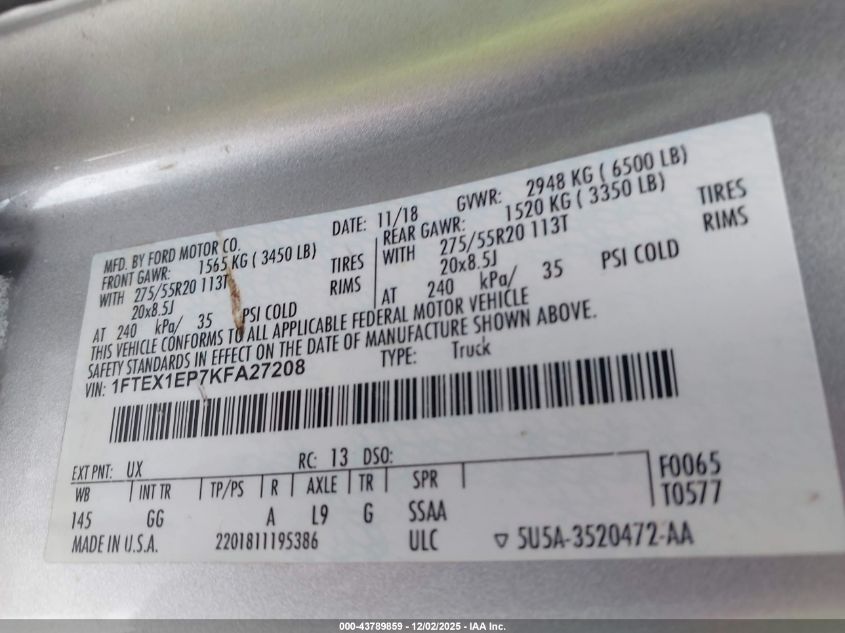 MFD. BY FORD MOTOR CO.
DATE: 11/18
GVWR: 2948 KG ( 6500 LB)
FRONT GAWR: 1565 KG ( 3450 LB)
REAR GAWR: 1520 KG ( 3350 LB)
WITH 275/55R20 113T TIRES
WITH 275/55R20 113T TIRES
20x8.5J RIMS
20x8.5J RIMS
AT 240 kPa/ 35 PSI COLD
AT 240 kPa/ 35 PSI COLD
THIS VEHICLE CONFORMS TO ALL APPLICABLE FEDERAL MOTOR VEHICLE
SAFETY STANDARDS IN EFFECT ON THE DATE OF MANUFACTURE SHOWN ABOVE.
VIN: 1FTEX1EP7KFA27208
TYPE: Truck
EXT PNT: UX RC: 13 DSO:
WB INT TR TP/PS R AXLE TR SPR
F0065
T0577
145 GG A L9 G SSAA
MADE IN U.S.A. 2201811195386 ULC ▽ 5U5A-3520472-AA
000-43789859 - 12/02/2025 - IAA Inc.